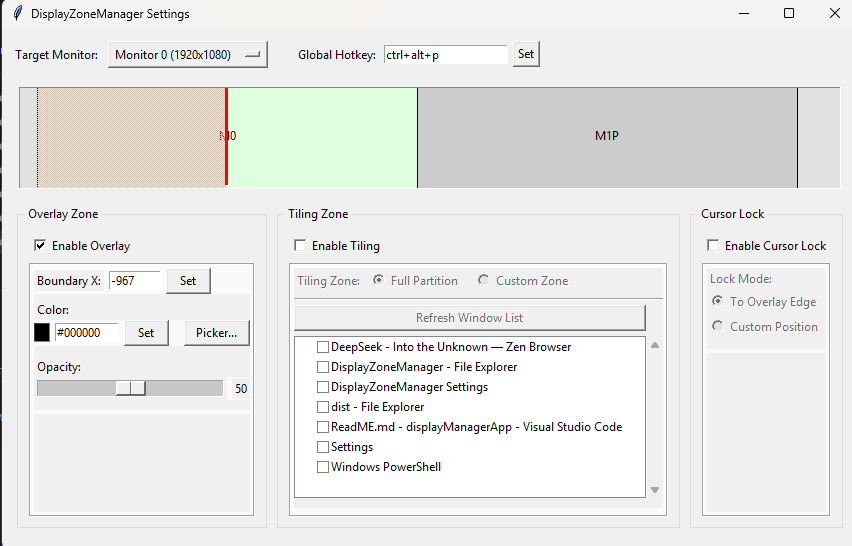 DisplayZoneManager Settings
Target Monitor: Monitor 0 (1920x1080) Global Hotkey: ctrl+alt+p Set
M0 M1P
Overlay Zone Tiling Zone Cursor Lock
Enable Overlay Enable Tiling Enable Cursor Lock
Boundary X: -967 Set
Color:
#000000 Set Picker...
Opacity:
50
Tiling Zone: Full Partition Custom Zone
Refresh Window List
DeepSeek - Into the Unknown — Zen Browser
DisplayZoneManager - File Explorer
DisplayZoneManager Settings
dist - File Explorer
ReadME.md - displayManagerApp - Visual Studio Code
Settings
Windows PowerShell
Lock Mode:
To Overlay Edge
Custom Position